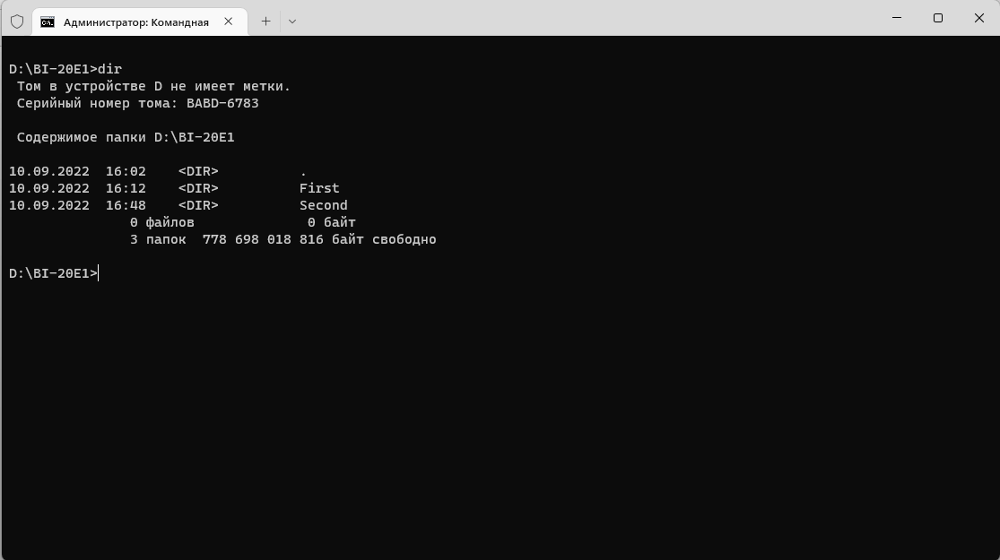 Администратор: Командная
D:\BI-20E1>dir
 Том в устройстве D не имеет метки.
 Серийный номер тома: BABD-6783
 Содержимое папки D:\BI-20E1
10.09.2022  16:02    <DIR>          .
10.09.2022  16:12    <DIR>          First
10.09.2022  16:48    <DIR>          Second
               0 файлов              0 байт
               3 папок  778 698 018 816 байт свободно
D:\BI-20E1>